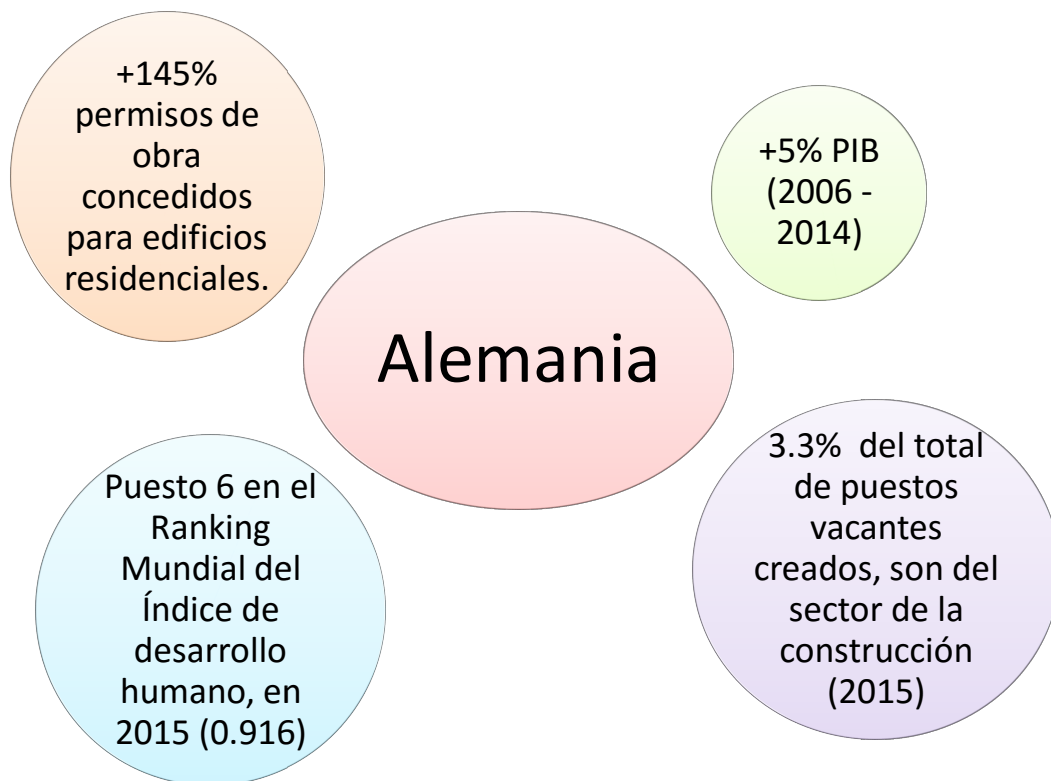 +145%
permisos de
obra
concedidos
para edificios
residenciales.
+5% PIB
(2006 -
2014)
Alemania
Puesto 6 en el
Ranking
Mundial del
Índice de
desarrollo
humano, en
2015 (0.916)
3.3% del total
de puestos
vacantes
creados, son del
sector de la
construcción
(2015)